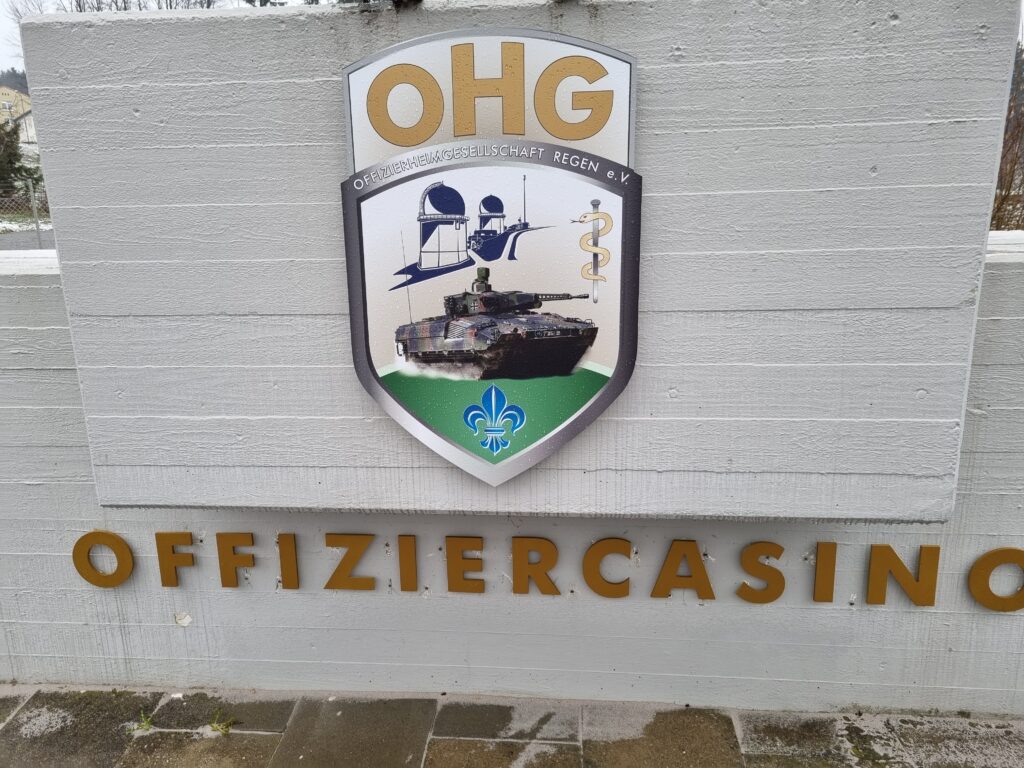 OHG
OFFIZIERHEIMGESELLSCHAFT REGEN e.V.
OFFIZIERCASINO